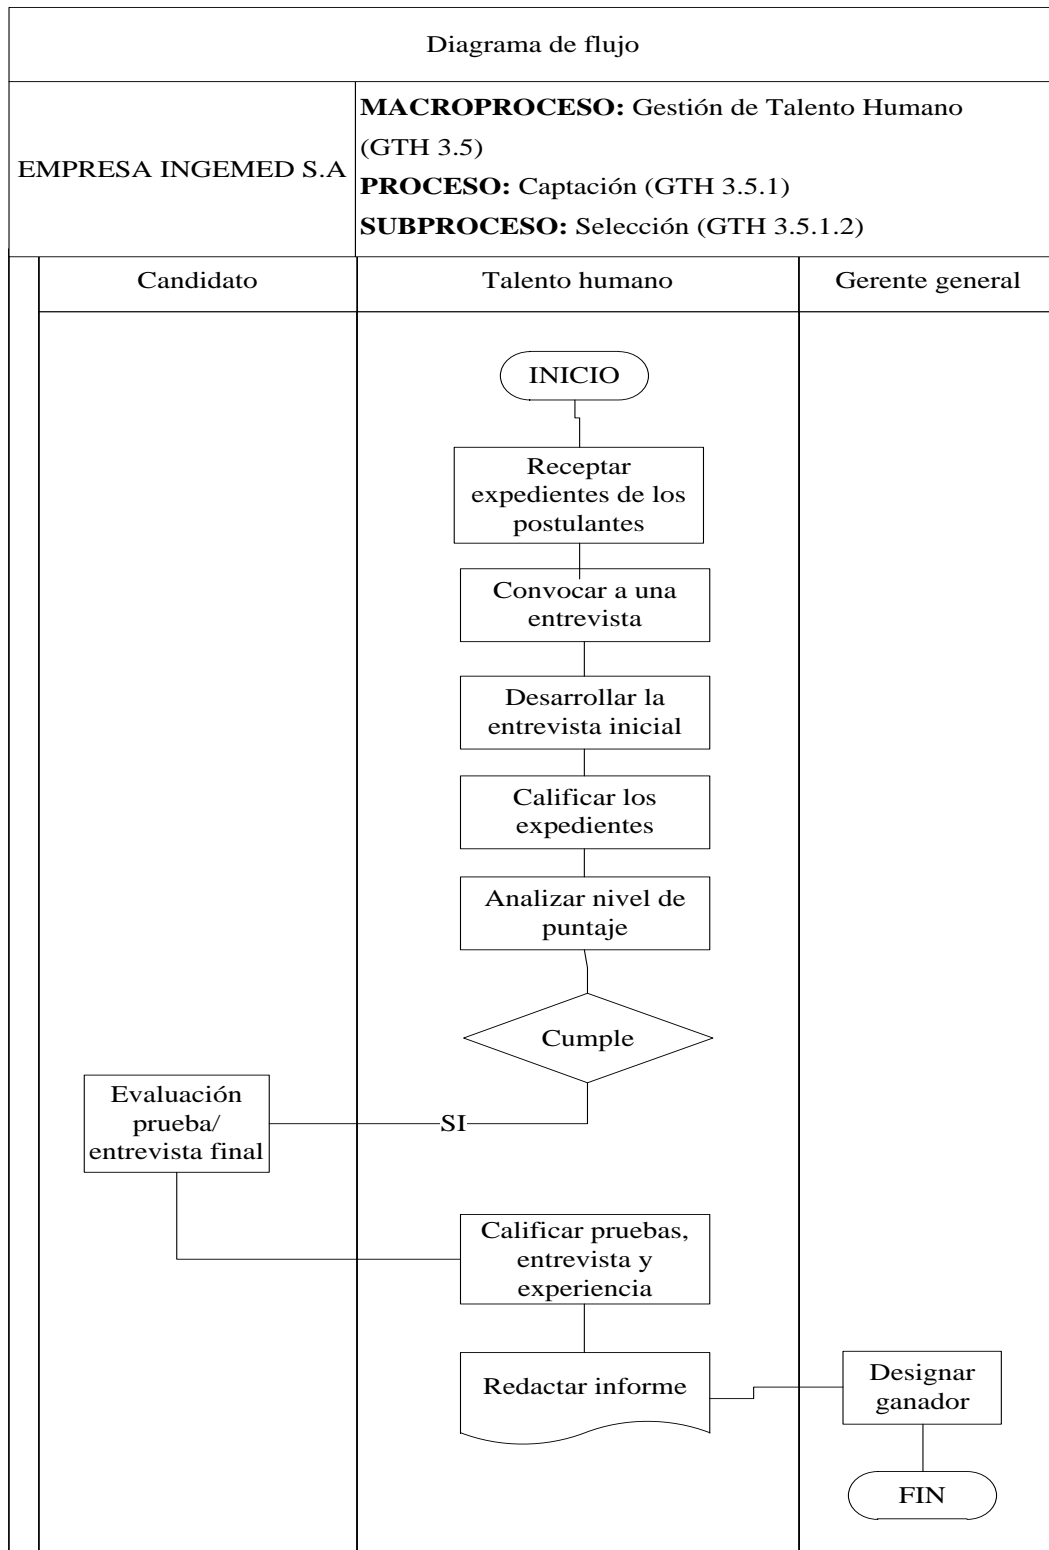 Diagrama de flujo
EMPRESA INGEMED S.A
MACROPROCESO: Gestión de Talento Humano
(GTH 3.5)
PROCESO: Captación (GTH 3.5.1)
SUBPROCESO: Selección (GTH 3.5.1.2)
Candidato
Talento humano
Gerente general
INICIO
Receptar
expedientes de los
postulantes
Convocar a una
entrevista
Desarrollar la
entrevista inicial
Calificar los
expedientes
Analizar nivel de
puntaje
Cumple
SI
Evaluación
prueba/
entrevista final
Calificar pruebas,
entrevista y
experiencia
Redactar informe
Designar
ganador
FIN